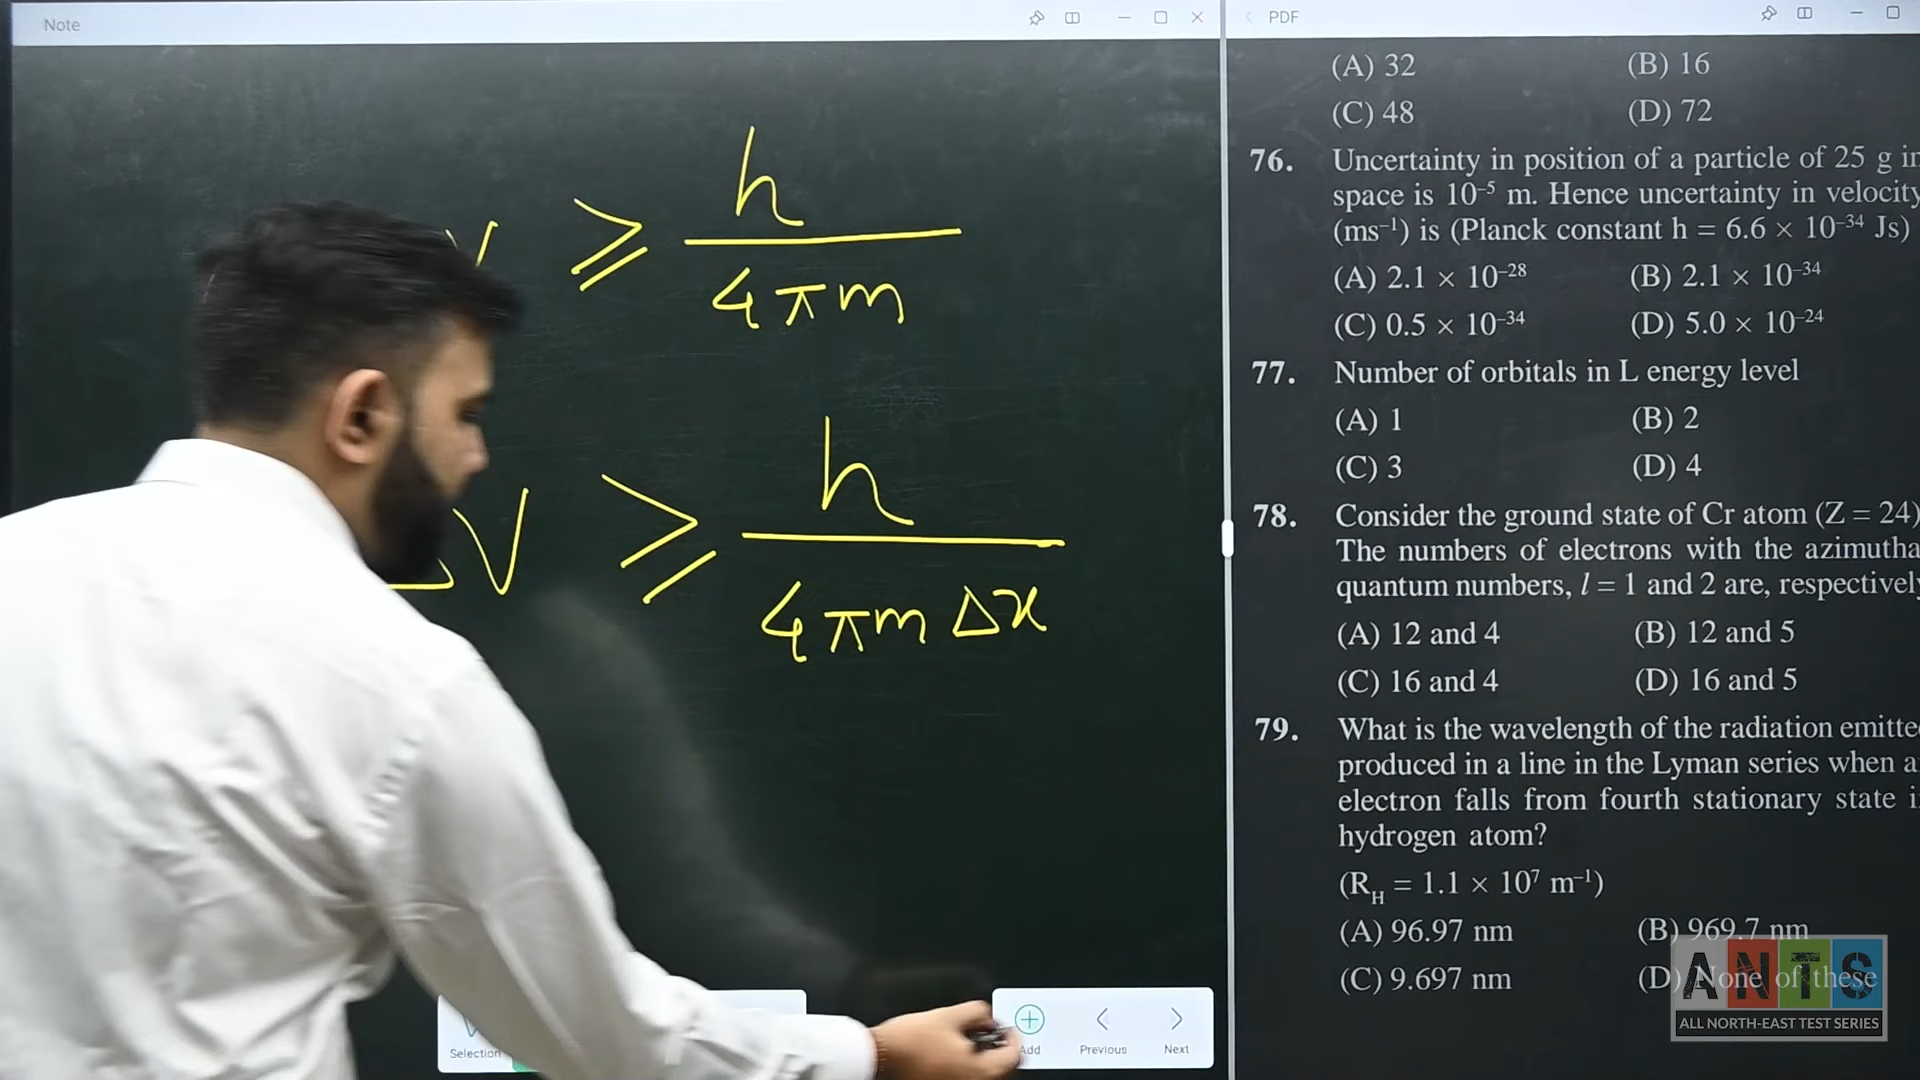 Note
PDF
V ≥ h
4πm
ΔV ≥ h
4πmΔx
Selection
Add
Previous
Next
(A) 32 (B) 16
(C) 48 (D) 72
76. Uncertainty in position of a particle of 25 g in
space is 10⁻⁵ m. Hence uncertainty in velocity
(ms⁻¹) is (Planck constant h = 6.6 × 10⁻³⁴ Js)
(A) 2.1 × 10⁻²⁸ (B) 2.1 × 10⁻³⁴
(C) 0.5 × 10⁻³⁴ (D) 5.0 × 10⁻²⁴
77. Number of orbitals in L energy level
(A) 1 (B) 2
(C) 3 (D) 4
78. Consider the ground state of Cr atom (Z = 24)
The numbers of electrons with the azimutha
quantum numbers, l = 1 and 2 are, respectively
(A) 12 and 4 (B) 12 and 5
(C) 16 and 4 (D) 16 and 5
79. What is the wavelength of the radiation emitte
produced in a line in the Lyman series when a
electron falls from fourth stationary state i
hydrogen atom?
(R_H = 1.1 × 10⁷ m⁻¹)
(A) 96.97 nm (B) 969.7 nm
(C) 9.697 nm (D) None of these
ANTS
ALL NORTH-EAST TEST SERIES